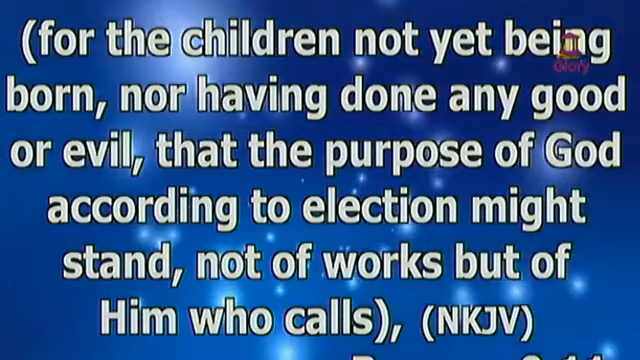 Glory
(for the children not yet being
born, nor having done any good
or evil, that the purpose of God
according to election might
stand, not of works but of
Him who calls), (NKJV)